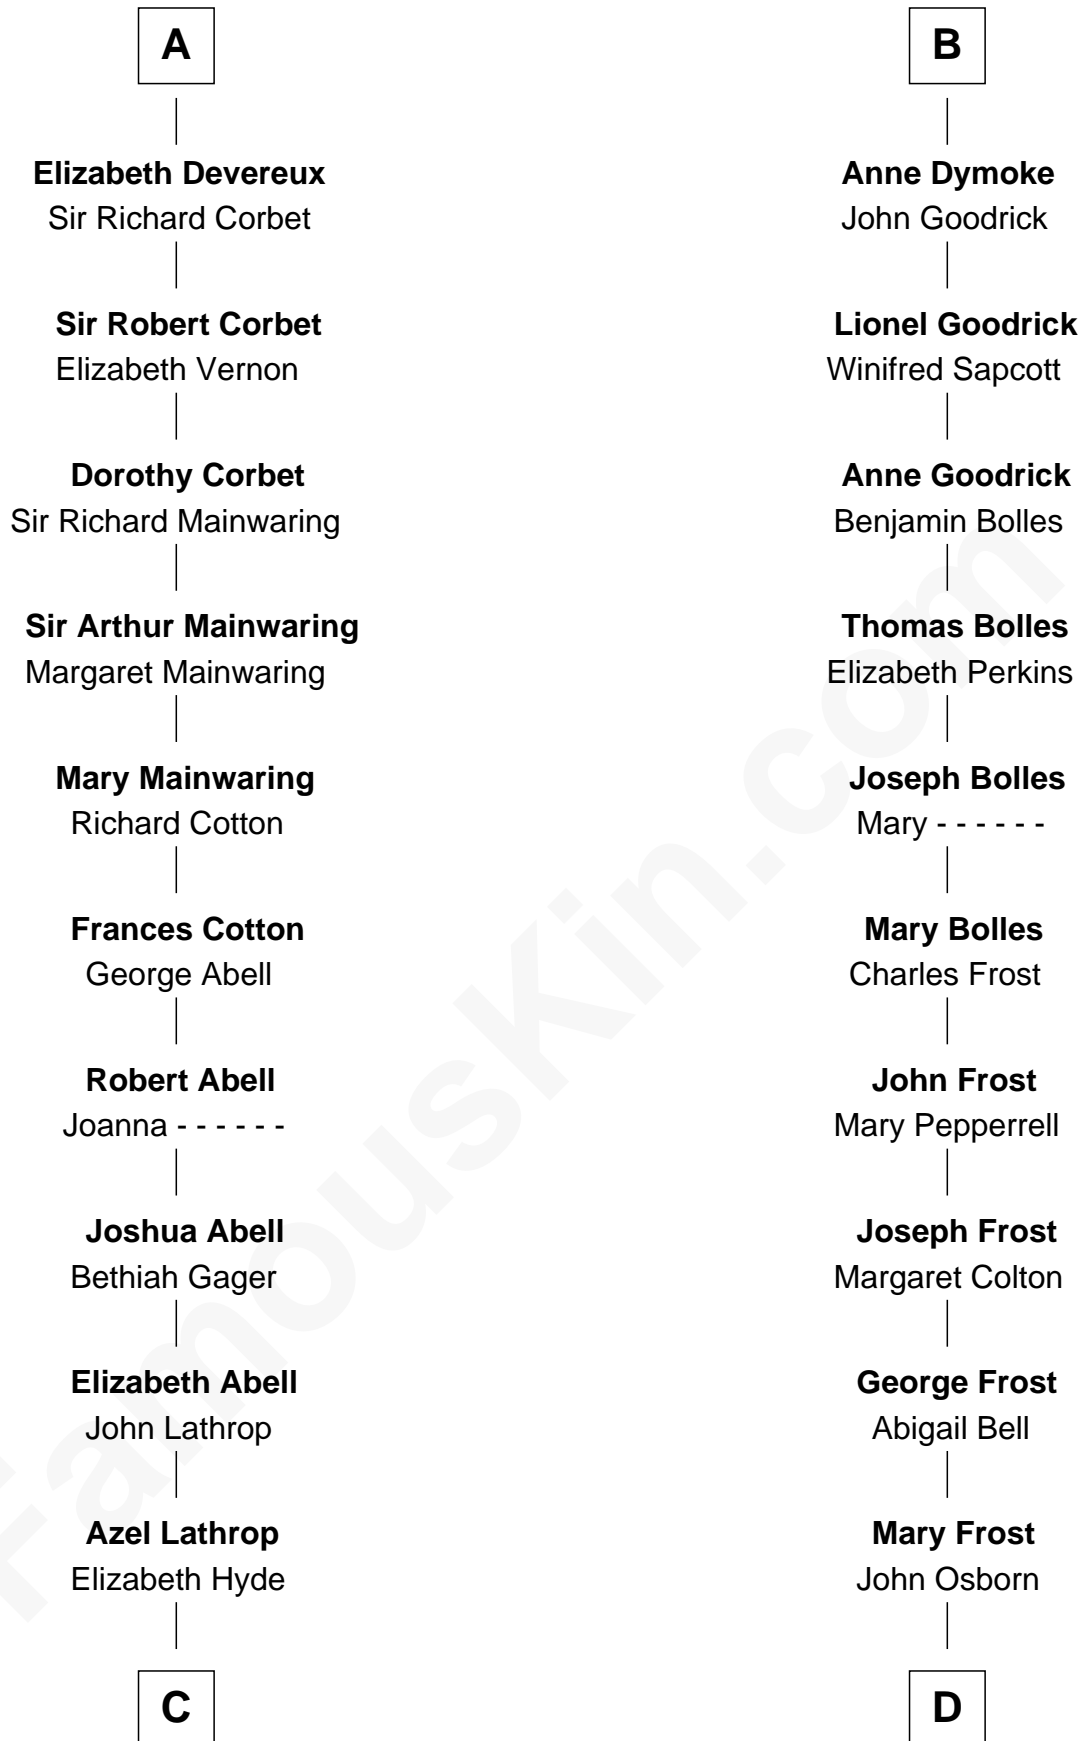 A
Elizabeth Devereux
Sir Richard Corbet
Sir Robert Corbet
Elizabeth Vernon
Dorothy Corbet
Sir Richard Mainwaring
Sir Arthur Mainwaring
Margaret Mainwaring
Mary Mainwaring
Richard Cotton
Frances Cotton
George Abell
Robert Abell
Joanna - - - - - -
Joshua Abell
Bethiah Gager
Elizabeth Abell
John Lathrop
Azel Lathrop
Elizabeth Hyde
C
B
Anne Dymoke
John Goodrick
Lionel Goodrick
Winifred Sapcott
Anne Goodrick
Benjamin Bolles
Thomas Bolles
Elizabeth Perkins
Joseph Bolles
Mary - - - - - -
Mary Bolles
Charles Frost
John Frost
Mary Pepperrell
Joseph Frost
Margaret Colton
George Frost
Abigail Bell
Mary Frost
John Osborn
D
FamousKin.com